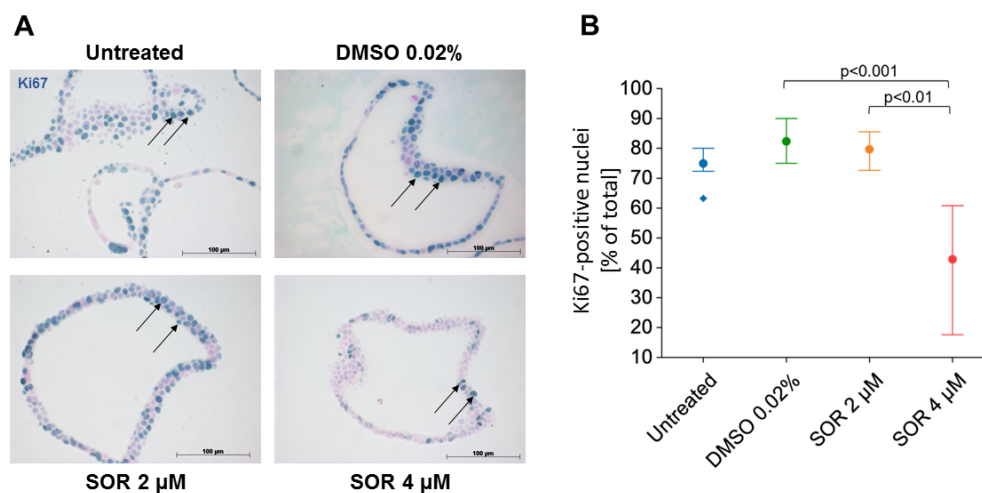 A
Untreated
DMSO 0.02%
Ki67
100 µm
100 µm
100 µm
100 µm
SOR 2 µM
SOR 4 µM
B
p<0.001
p<0.01
Ki67-positive nuclei
[% of total]
100
90
80
70
60
50
40
30
20
10
Untreated
DMSO 0.02%
SOR 2 µM
SOR 4 µM